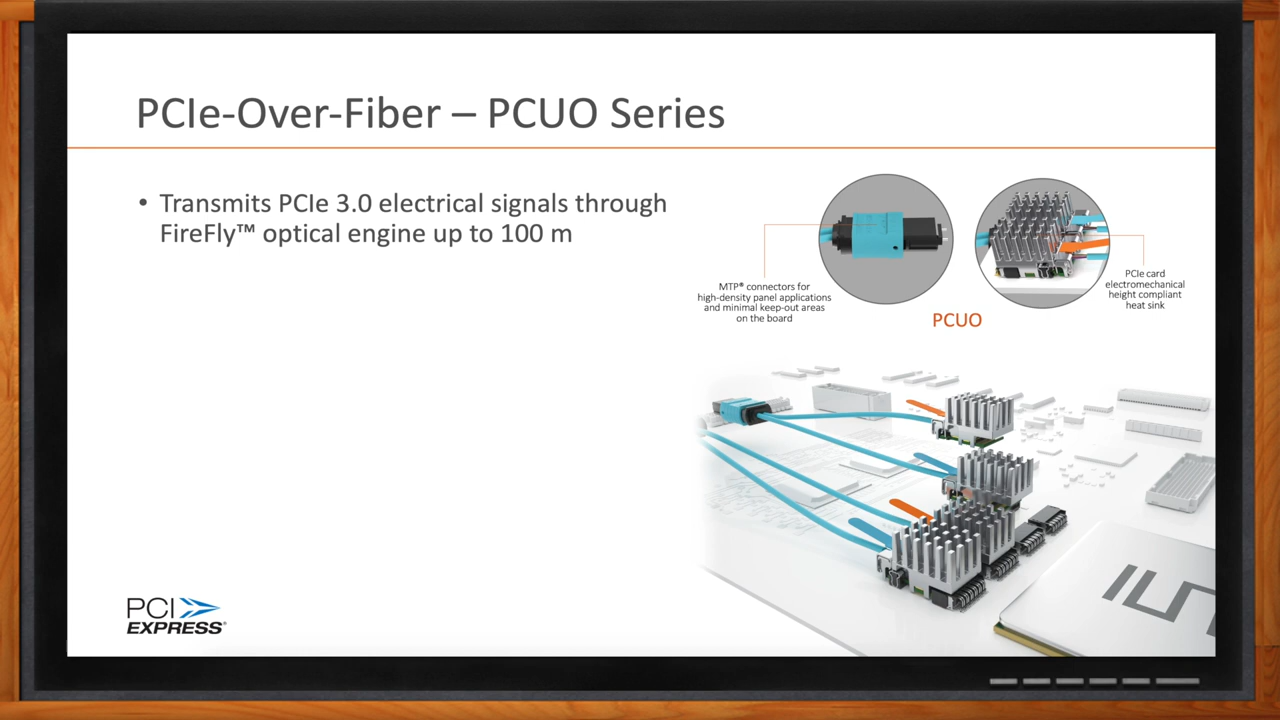 PCIe-Over-Fiber – PCUO Series
• Transmits PCIe 3.0 electrical signals through
FireFly™ optical engine up to 100 m
MTP® connectors for
high-density panel applications
and minimal keep-out areas
on the board
PCIe card
electromechanical
height compliant
heat sink
PCUO
PCI
EXPRESS®